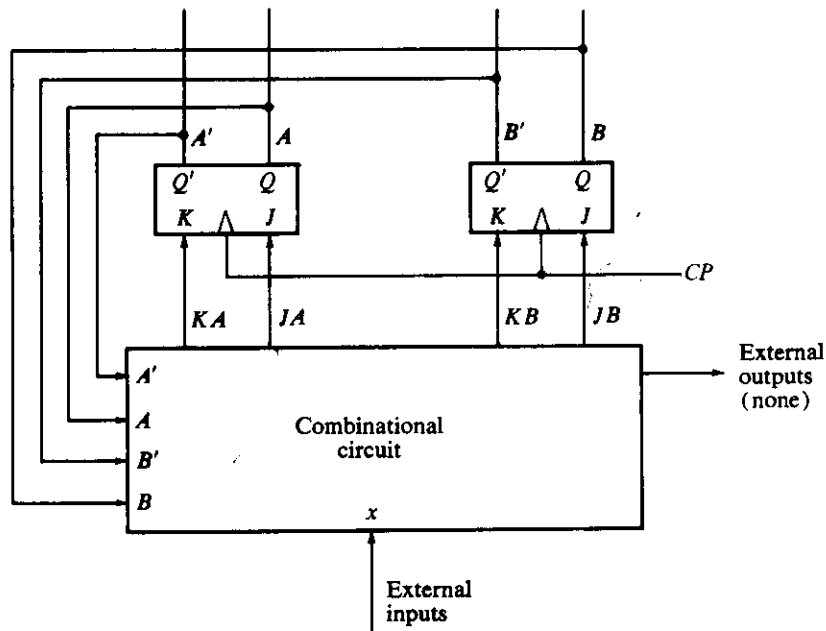 A'
A
B'
B
Q'
Q
K
J
Q'
Q
K
J
CP
KA
JA
KB
JB
External
outputs
(none)
A'
A
B'
B
Combinational
circuit
x
External
inputs